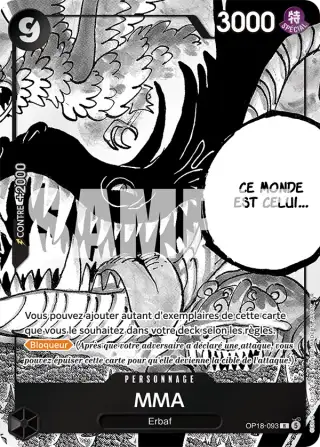 9
3000
特
SPECIAL
CE MONDE
EST CELUI...
CONTRE +2000
SAMPLE
Vous pouvez ajouter autant d'exemplaires de cette carte
que vous le souhaitez dans votre deck selon les règles.
Bloqueur (Après que votre adversaire a déclaré une attaque, vous
pouvez épuiser cette carte pour qu'elle devienne la cible de l'attaque.)
PERSONNAGE
MMA
Erbaf
OP18-093 R